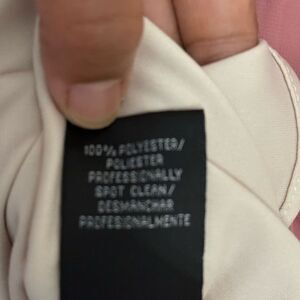 100% POLYESTER/
POLIESTER
PROFESSIONALLY
SPOT CLEAN/
DESMANCHAR
PROFESIONALMENTE